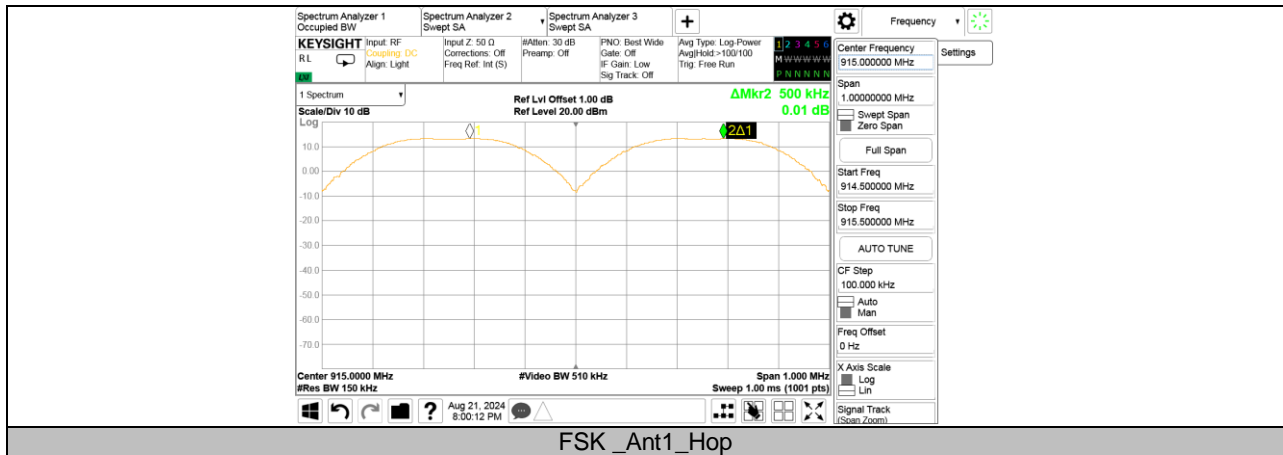 Spectrum Analyzer 1
Occupied BW
Spectrum Analyzer 2
Swept SA
Spectrum Analyzer 3
Swept SA
+
Frequency
KEYSIGHT
RL
LXI
Input: RF
Coupling: DC
Align: Light
Input Z: 50 Ω
Corrections: Off
Freq Ref: Int (S)
#Atten: 30 dB
Preamp: Off
PNO: Best Wide
Gate: Off
IF Gain: Low
Sig Track: Off
Avg Type: Log-Power
Avg|Hold:>100/100
Trig: Free Run
1 2 3 4 5 6
M W W W W W
P N N N N N
1 Spectrum
Scale/Div 10 dB
Ref Lvl Offset 1.00 dB
Ref Level 20.00 dBm
ΔMkr2 500 kHz
0.01 dB
Log
1
2Δ1
10.0
0.00
-10.0
-20.0
-30.0
-40.0
-50.0
-60.0
-70.0
Center 915.0000 MHz
#Res BW 150 kHz
#Video BW 510 kHz
Span 1.000 MHz
Sweep 1.00 ms (1001 pts)
?
Aug 21, 2024
8:00:12 PM
Center Frequency
915.000000 MHz
Settings
Span
1.00000000 MHz
Swept Span
Zero Span
Full Span
Start Freq
914.500000 MHz
Stop Freq
915.500000 MHz
AUTO TUNE
CF Step
100.000 kHz
Auto
Man
Freq Offset
0 Hz
X Axis Scale
Log
Lin
Signal Track
(Span Zoom)
FSK _Ant1_Hop